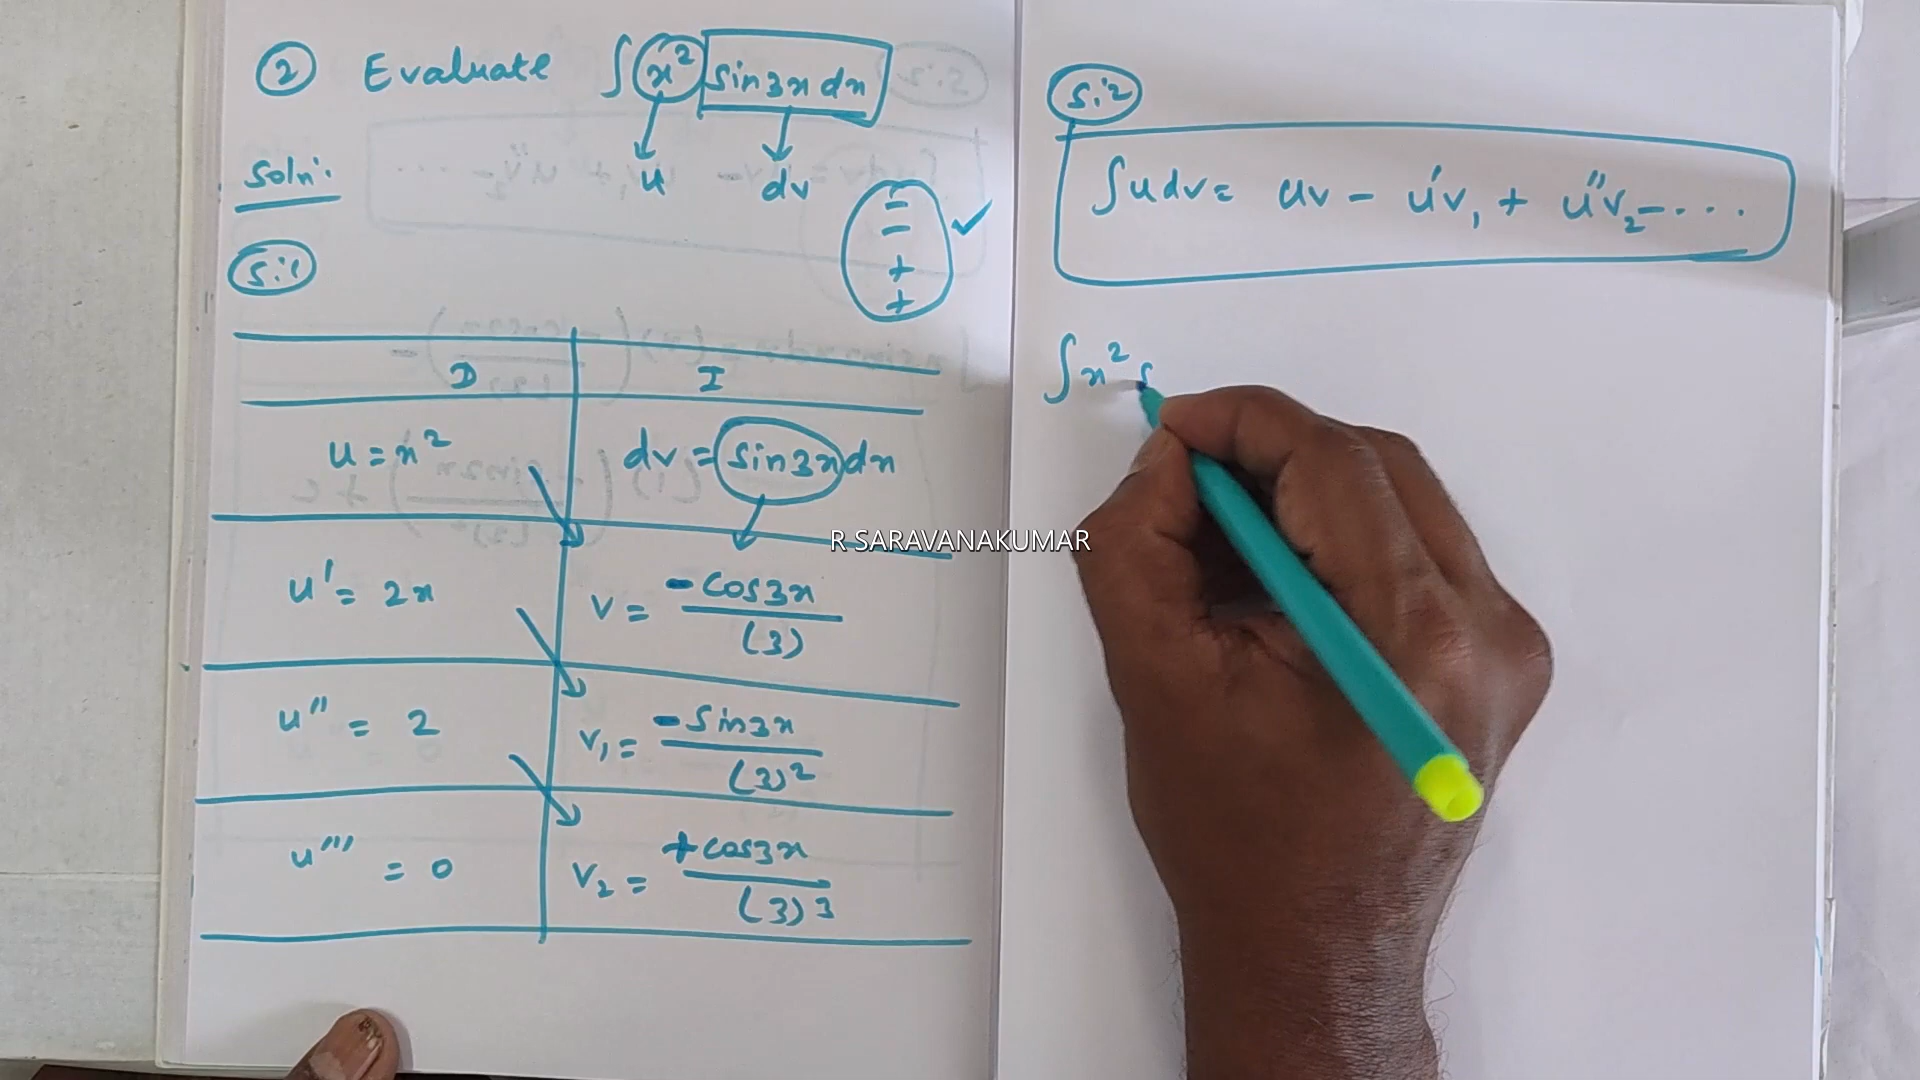 ② Evaluate ∫x² sin3x dx
u dv
Soln:
- - + + ✓
S:1
D I
u = x² dv = sin3x dx
u' = 2x v = -cos3x/(3)
u'' = 2 v₁ = -sin3x/(3)²
u''' = 0 v₂ = +cos3x/(3)³
S:2
∫u dv = uv - u'v₁ + u''v₂ - ....
∫x² s
R SARAVANAKUMAR